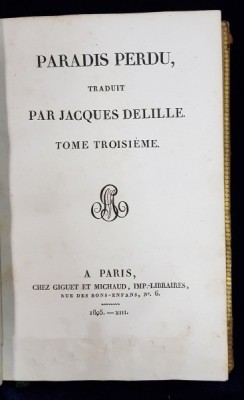 PARADIS PERDU,
TRADUIT
PAR JACQUES DELILLE.
TOME TROISIÉME.
A PARIS,
CHEZ GIGUET ET MICHAUD, IMP.-LIBRAIRES,
RUE DES BONS-ENFANS, N°. 6.
1805.—XIII.